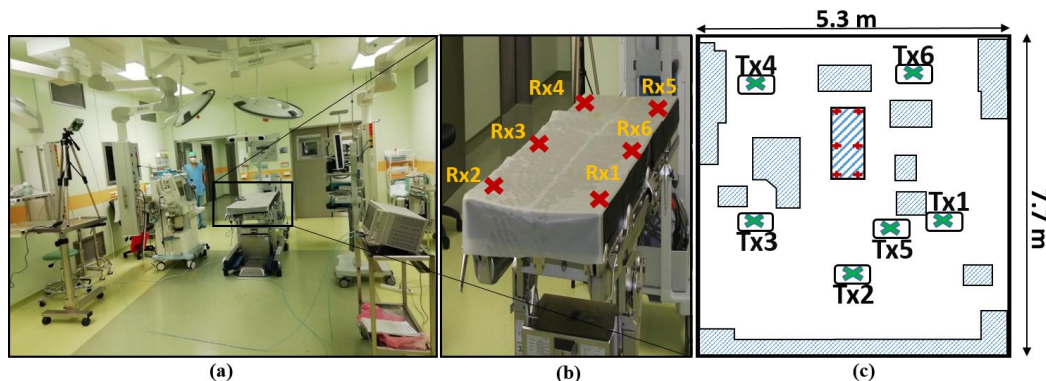 5.3 m
Tx4
Tx6
Rx4
Rx5
Rx3
Rx6
Rx2
Rx1
Tx1
Tx3
Tx5
Tx2
7.7 m
(a)
(b)
(c)